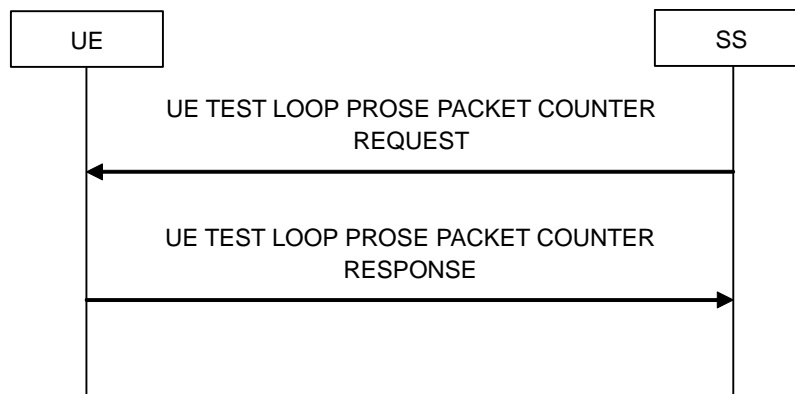 UE
SS
UE TEST LOOP PROSE PACKET COUNTER
REQUEST
UE TEST LOOP PROSE PACKET COUNTER
RESPONSE